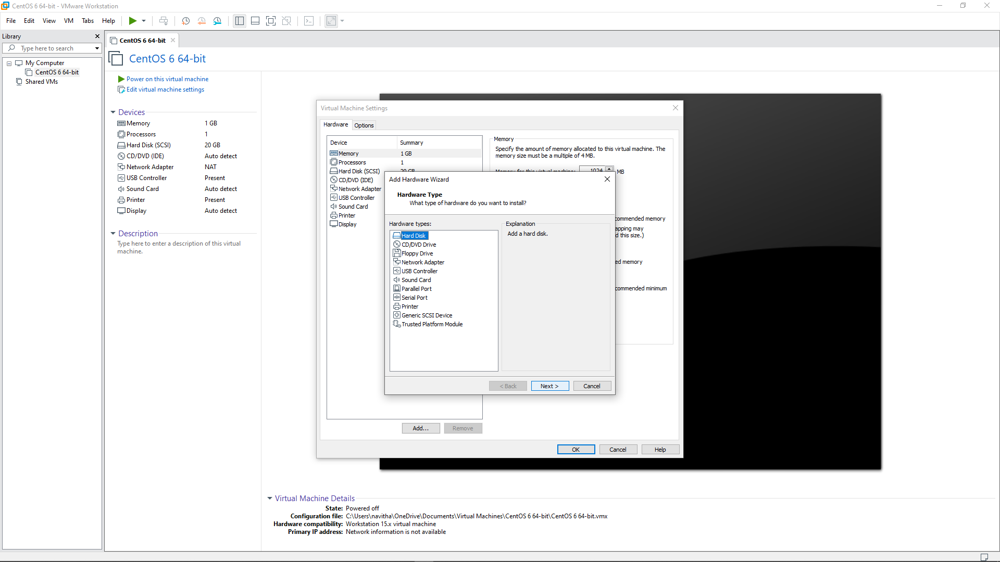 CentOS 6 64-bit - VMware Workstation
File Edit View VM Tabs Help
Library
Type here to search
My Computer
CentOS 6 64-bit
Shared VMs
CentOS 6 64-bit
CentOS 6 64-bit
Power on this virtual machine
Edit virtual machine settings
Devices
Memory 1 GB
Processors 1
Hard Disk (SCSI) 20 GB
CD/DVD (IDE) Auto detect
Network Adapter NAT
USB Controller Present
Sound Card Auto detect
Printer Present
Display Auto detect
Description
Type here to enter a description of this virtual
machine.
Virtual Machine Settings
Hardware Options
Device Summary
Memory 1 GB
Processors 1
Hard Disk (SCSI) 20 GB
CD/DVD (IDE)
Network Adapter
USB Controller
Sound Card
Printer
Display
Memory
Specify the amount of memory allocated to this virtual machine. The
memory size must be a multiple of 4 MB.
Memory for this virtual machine: 1024 MB
commended memory
apping may
d this size.)
ed memory
commended minimum
Add Hardware Wizard
Hardware Type
What type of hardware do you want to install?
Hardware types:
Hard Disk
CD/DVD Drive
Floppy Drive
Network Adapter
USB Controller
Sound Card
Parallel Port
Serial Port
Printer
Generic SCSI Device
Trusted Platform Module
Explanation
Add a hard disk.
< Back Next > Cancel
Add... Remove
OK Cancel Help
Virtual Machine Details
State: Powered off
Configuration file: C:\Users\navitha\OneDrive\Documents\Virtual Machines\CentOS 6 64-bit\CentOS 6 64-bit.vmx
Hardware compatibility: Workstation 15.x virtual machine
Primary IP address: Network information is not available